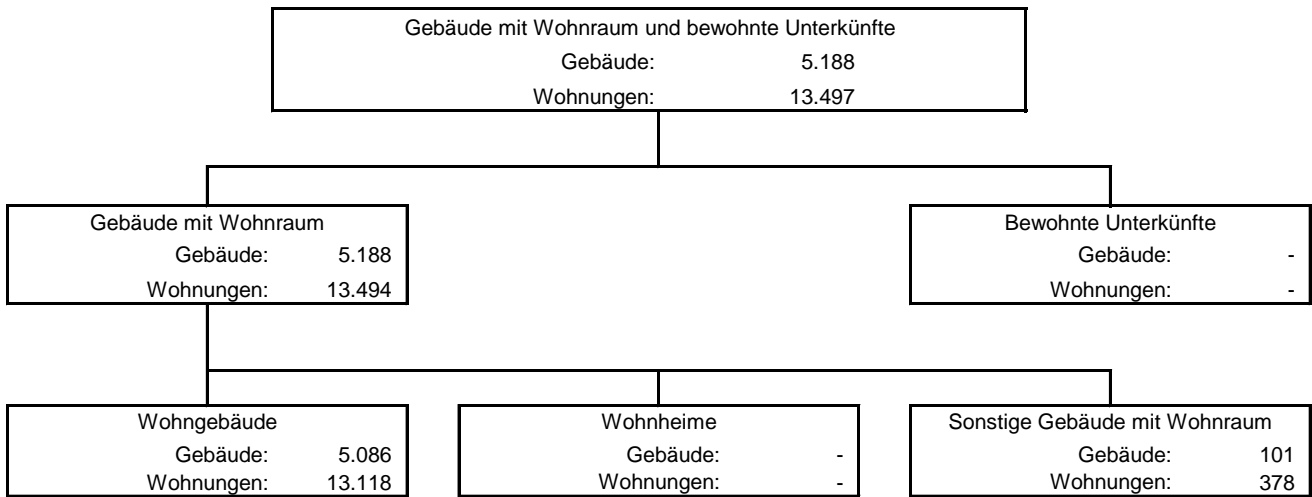 Gebäude mit Wohnraum und bewohnte Unterkünfte
Gebäude: 5.188
Wohnungen: 13.497
Gebäude mit Wohnraum
Gebäude: 5.188
Wohnungen: 13.494
Bewohnte Unterkünfte
Gebäude: -
Wohnungen: -
Wohngebäude
Gebäude: 5.086
Wohnungen: 13.118
Wohnheime
Gebäude: -
Wohnungen: -
Sonstige Gebäude mit Wohnraum
Gebäude: 101
Wohnungen: 378